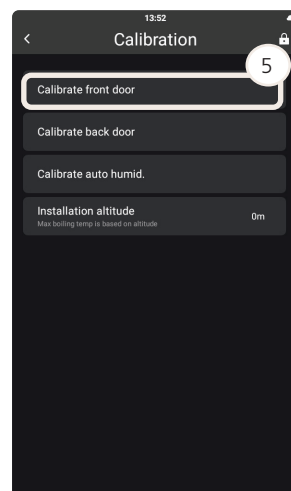 13:52
Calibration
5
Calibrate front door
Calibrate back door
Calibrate auto humid.
Installation altitude
0m
Max boiling temp is based on altitude